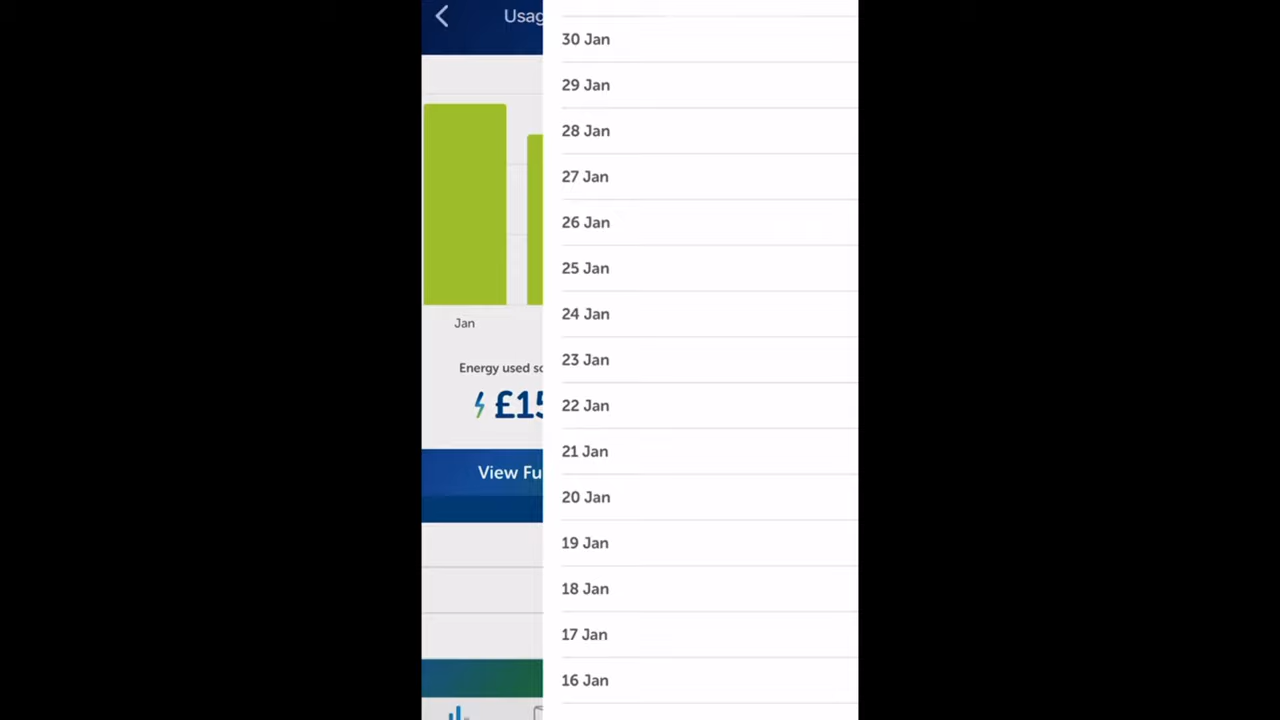 Usag
Jan
Energy used so
£15
View Fu
30 Jan
29 Jan
28 Jan
27 Jan
26 Jan
25 Jan
24 Jan
23 Jan
22 Jan
21 Jan
20 Jan
19 Jan
18 Jan
17 Jan
16 Jan